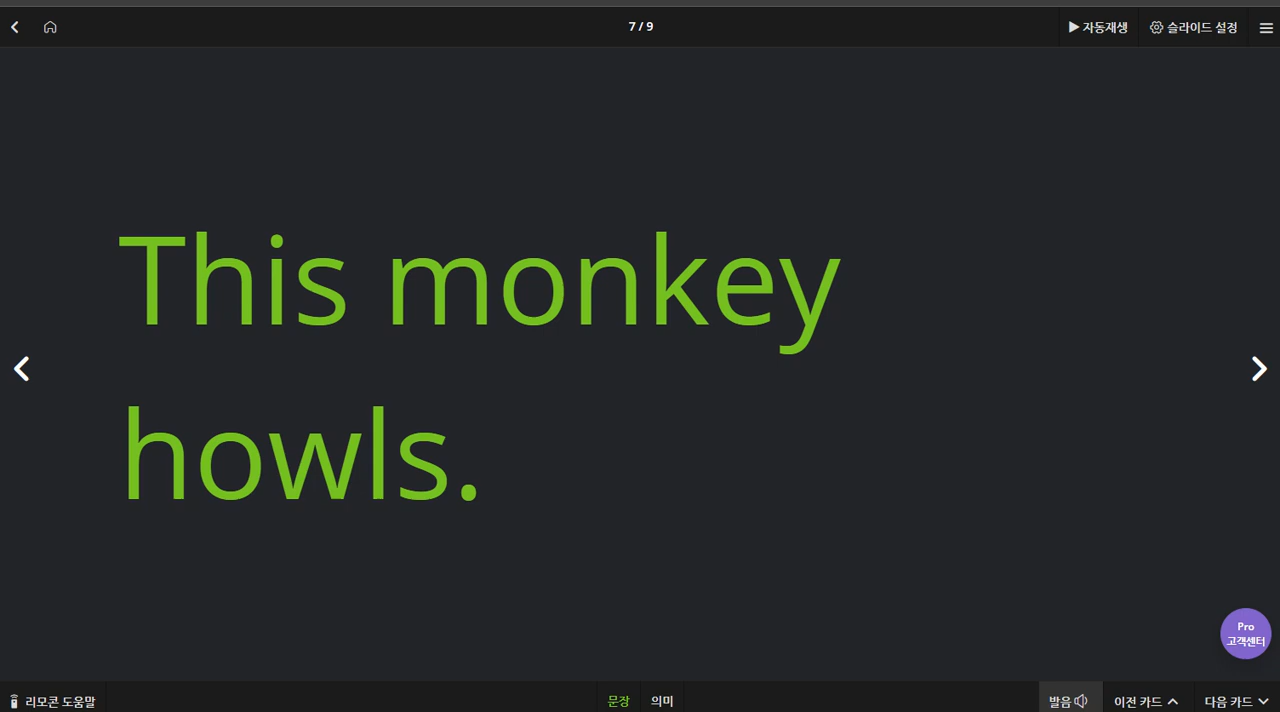 7 / 9
자동재생
슬라이드 설정
This monkey
howls.
Pro
고객센터
리모콘 도움말
문장
의미
발음
이전 카드
다음 카드